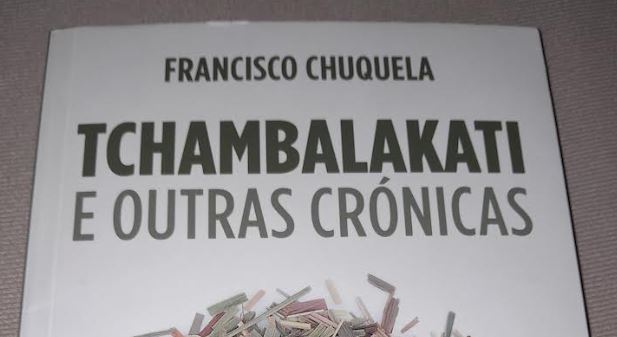 FRANCISCO CHUQUELA
TCHAMBALAKATI
E OUTRAS CRÓNICAS